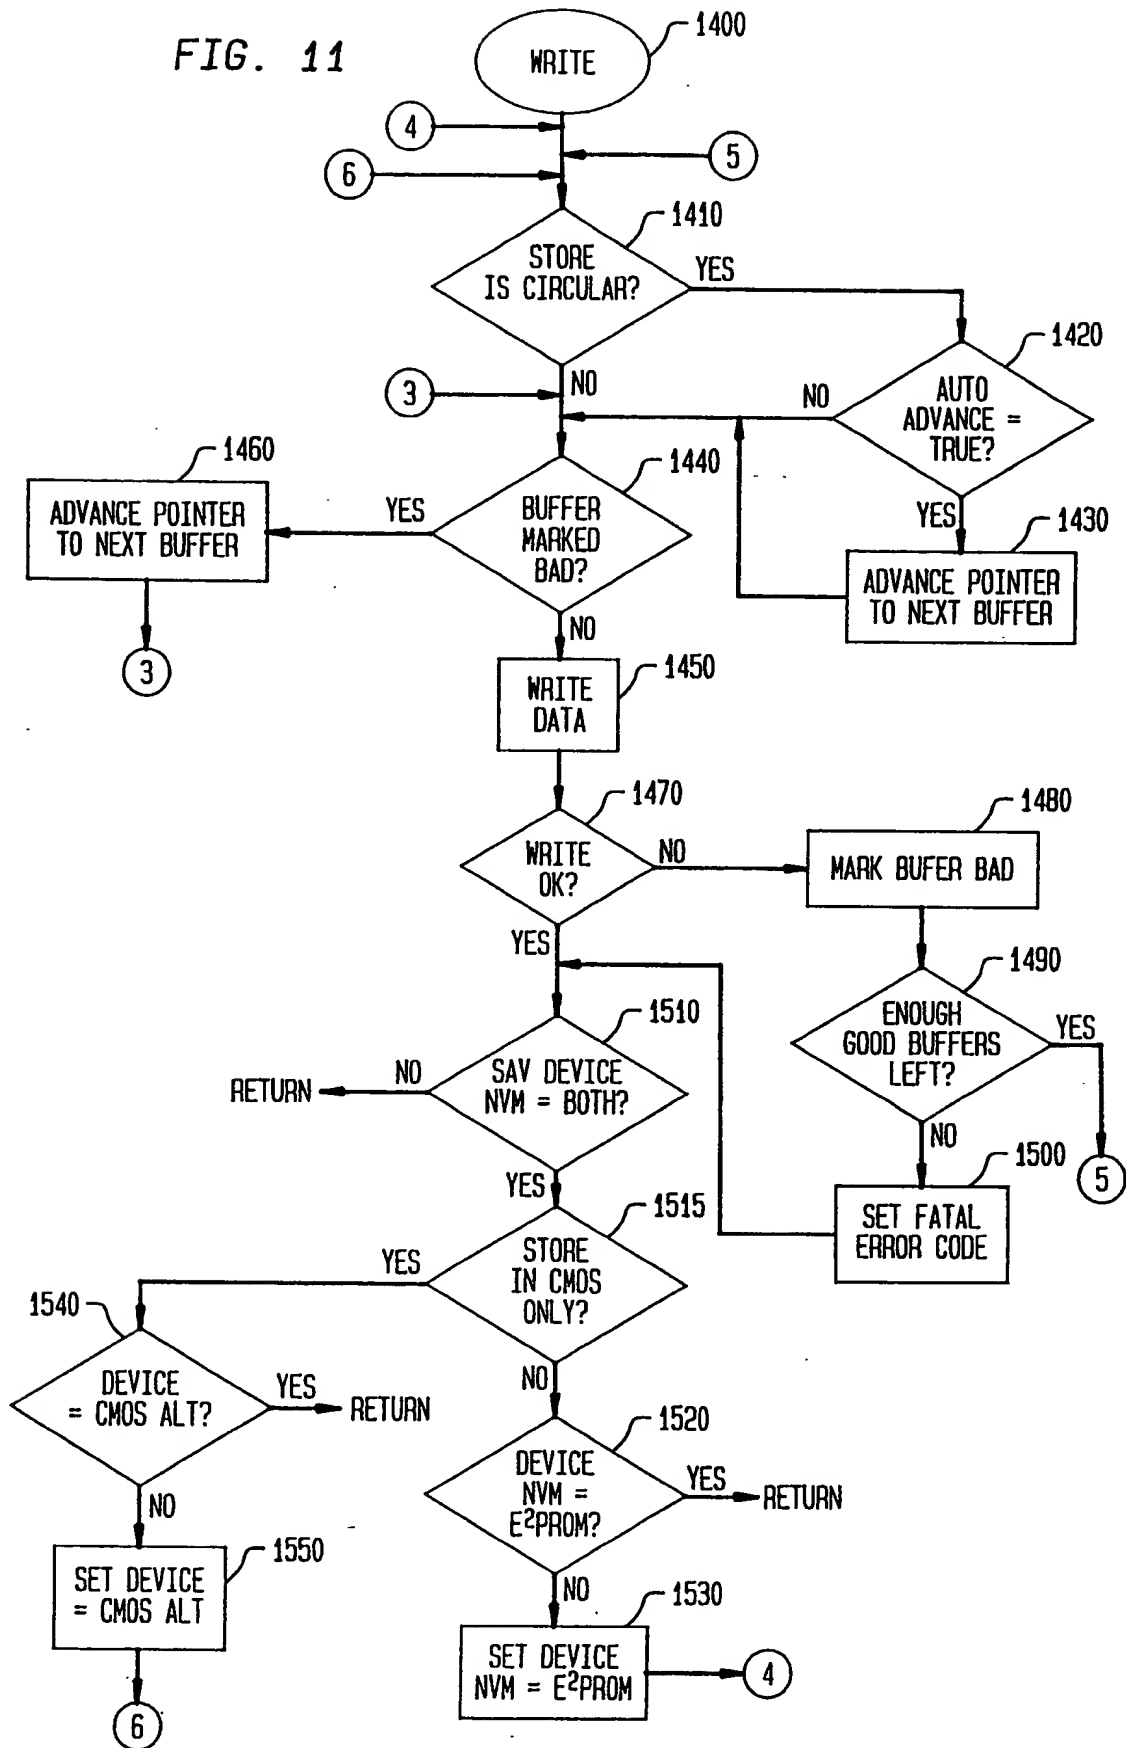 FIG. 11
1400
WRITE
4
5
6
1410
STORE
IS CIRCULAR?
YES
1420
AUTO
ADVANCE =
TRUE?
NO
YES
NO
3
1460
ADVANCE POINTER
TO NEXT BUFFER
1440
YES
BUFFER
MARKED
BAD?
1430
ADVANCE POINTER
TO NEXT BUFFER
3
NO
1450
WRITE
DATA
1470
WRITE
OK?
NO
1480
MARK BUFER BAD
YES
1490
ENOUGH
GOOD BUFFERS
LEFT?
YES
5
NO
1500
SET FATAL
ERROR CODE
1510
SAV DEVICE
NVM = BOTH?
NO
RETURN
YES
1515
STORE
IN CMOS
ONLY?
YES
1540
DEVICE
= CMOS ALT?
YES
RETURN
NO
1520
DEVICE
NVM =
E²PROM?
YES
RETURN
NO
1550
SET DEVICE
= CMOS ALT
6
NO
1530
SET DEVICE
NVM = E²PROM
4